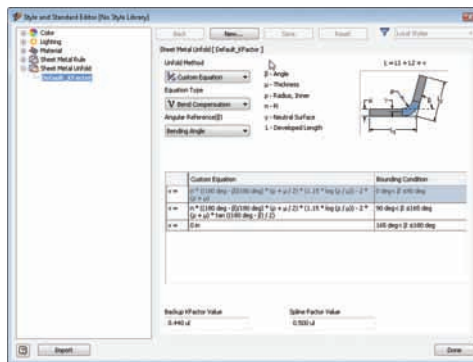 Style and Standard Editor [No Style Library]
Color
Lighting
Material
Sheet Metal Rule
Sheet Metal Unfold
Default_KFactor
Back
New...
Save
Reset
Local Styles
Sheet Metal Unfold [ Default_KFactor ]
Unfold Method
Custom Equation
Equation Type
Bend Compensation
Angular Reference(β)
Bending Angle
β - Angle
μ - Thickness
ρ - Radius, Inner
π - PI
γ - Neutral Surface
L - Developed Length
L = L1 + L2 + v
Custom Equation
Bounding Condition
0 deg< β ≤90 deg
90 deg< β ≤165 deg
v =
0 in
165 deg< β ≤180 deg
Backup KFactor Value
0.440 ul
Spline Factor Value
0.500 ul
Import
Done